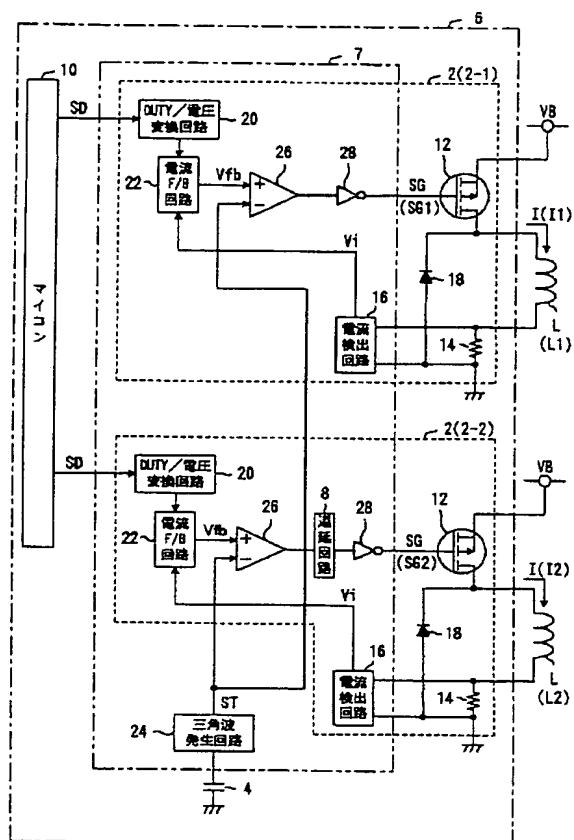 6
7
10
2(2-1)
SD
DUTY/電圧
変換回路
20
VB
12
26
28
22
電流
F/B
回路
Vfb
+
−
SG
(SG1)
I(I1)
Vi
18
16
電流
検出
回路
14
L
(L1)
マイコン
2(2-2)
SD
DUTY/電圧
変換回路
20
VB
8
12
26
28
22
電流
F/B
回路
Vfb
+
−
遅延回路
SG
(SG2)
I(I2)
Vi
18
16
電流
検出
回路
14
L
(L2)
ST
24
三角波
発生回路
4